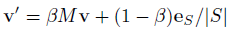 v′ = βMv + (1 − β)e_S/|S|